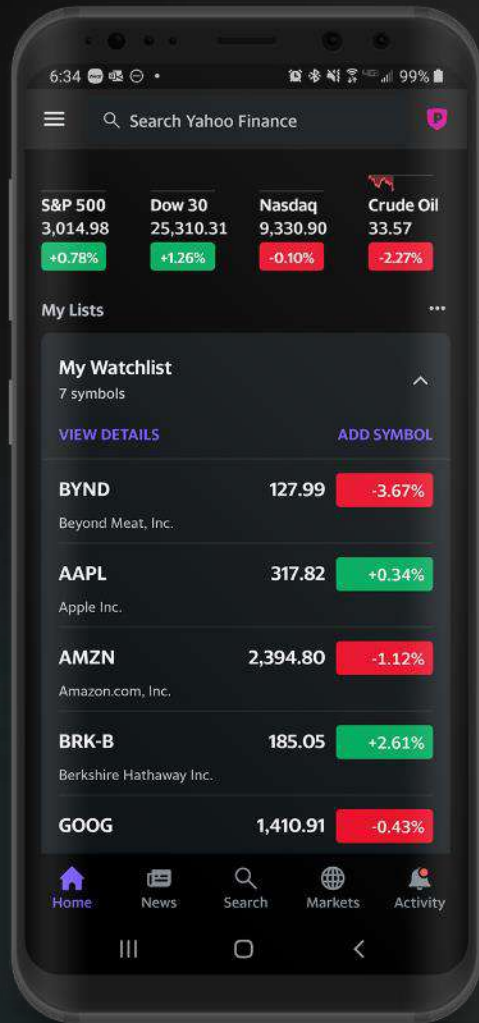 6:34 99%
Search Yahoo Finance
S&P 500 Dow 30 Nasdaq Crude Oil
3,014.98 25,310.31 9,330.90 33.57
+0.78% +1.26% -0.10% -2.27%
My Lists
My Watchlist
7 symbols
VIEW DETAILS ADD SYMBOL
BYND 127.99 -3.67%
Beyond Meat, Inc.
AAPL 317.82 +0.34%
Apple Inc.
AMZN 2,394.80 -1.12%
Amazon.com, Inc.
BRK-B 185.05 +2.61%
Berkshire Hathaway Inc.
GOOG 1,410.91 -0.43%
Home News Search Markets Activity